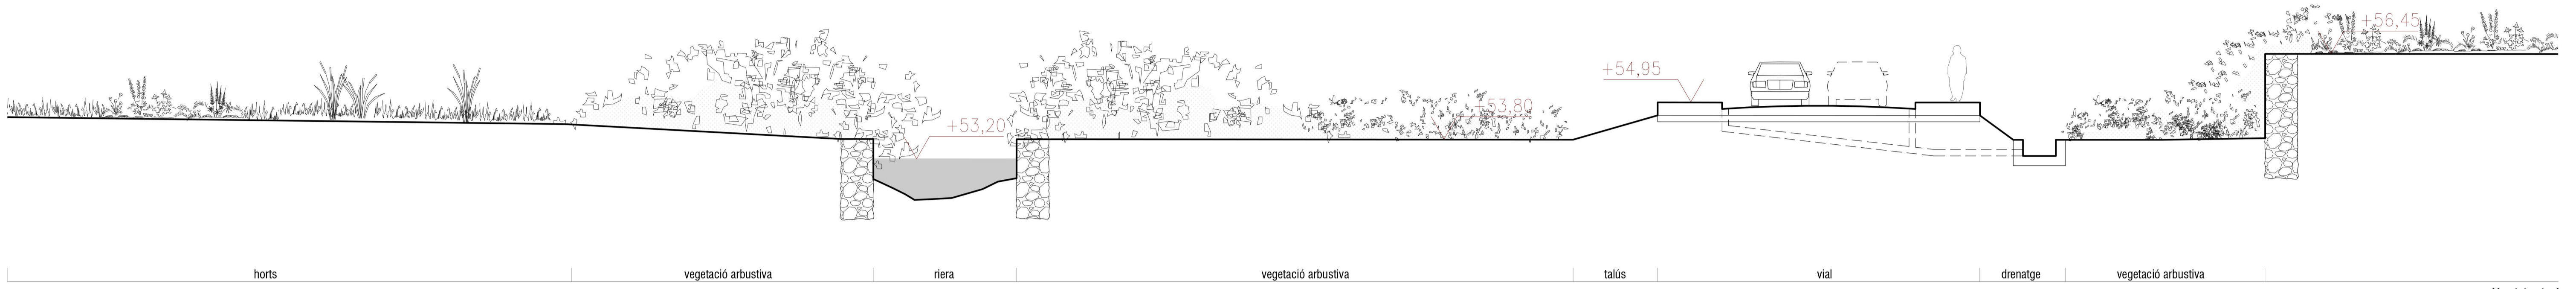 +56,45
+54,95
+53,80
+53,20
horts
vegetació arbustiva
riera
vegetació arbustiva
talús
vial
drenatge
vegetació arbustiva